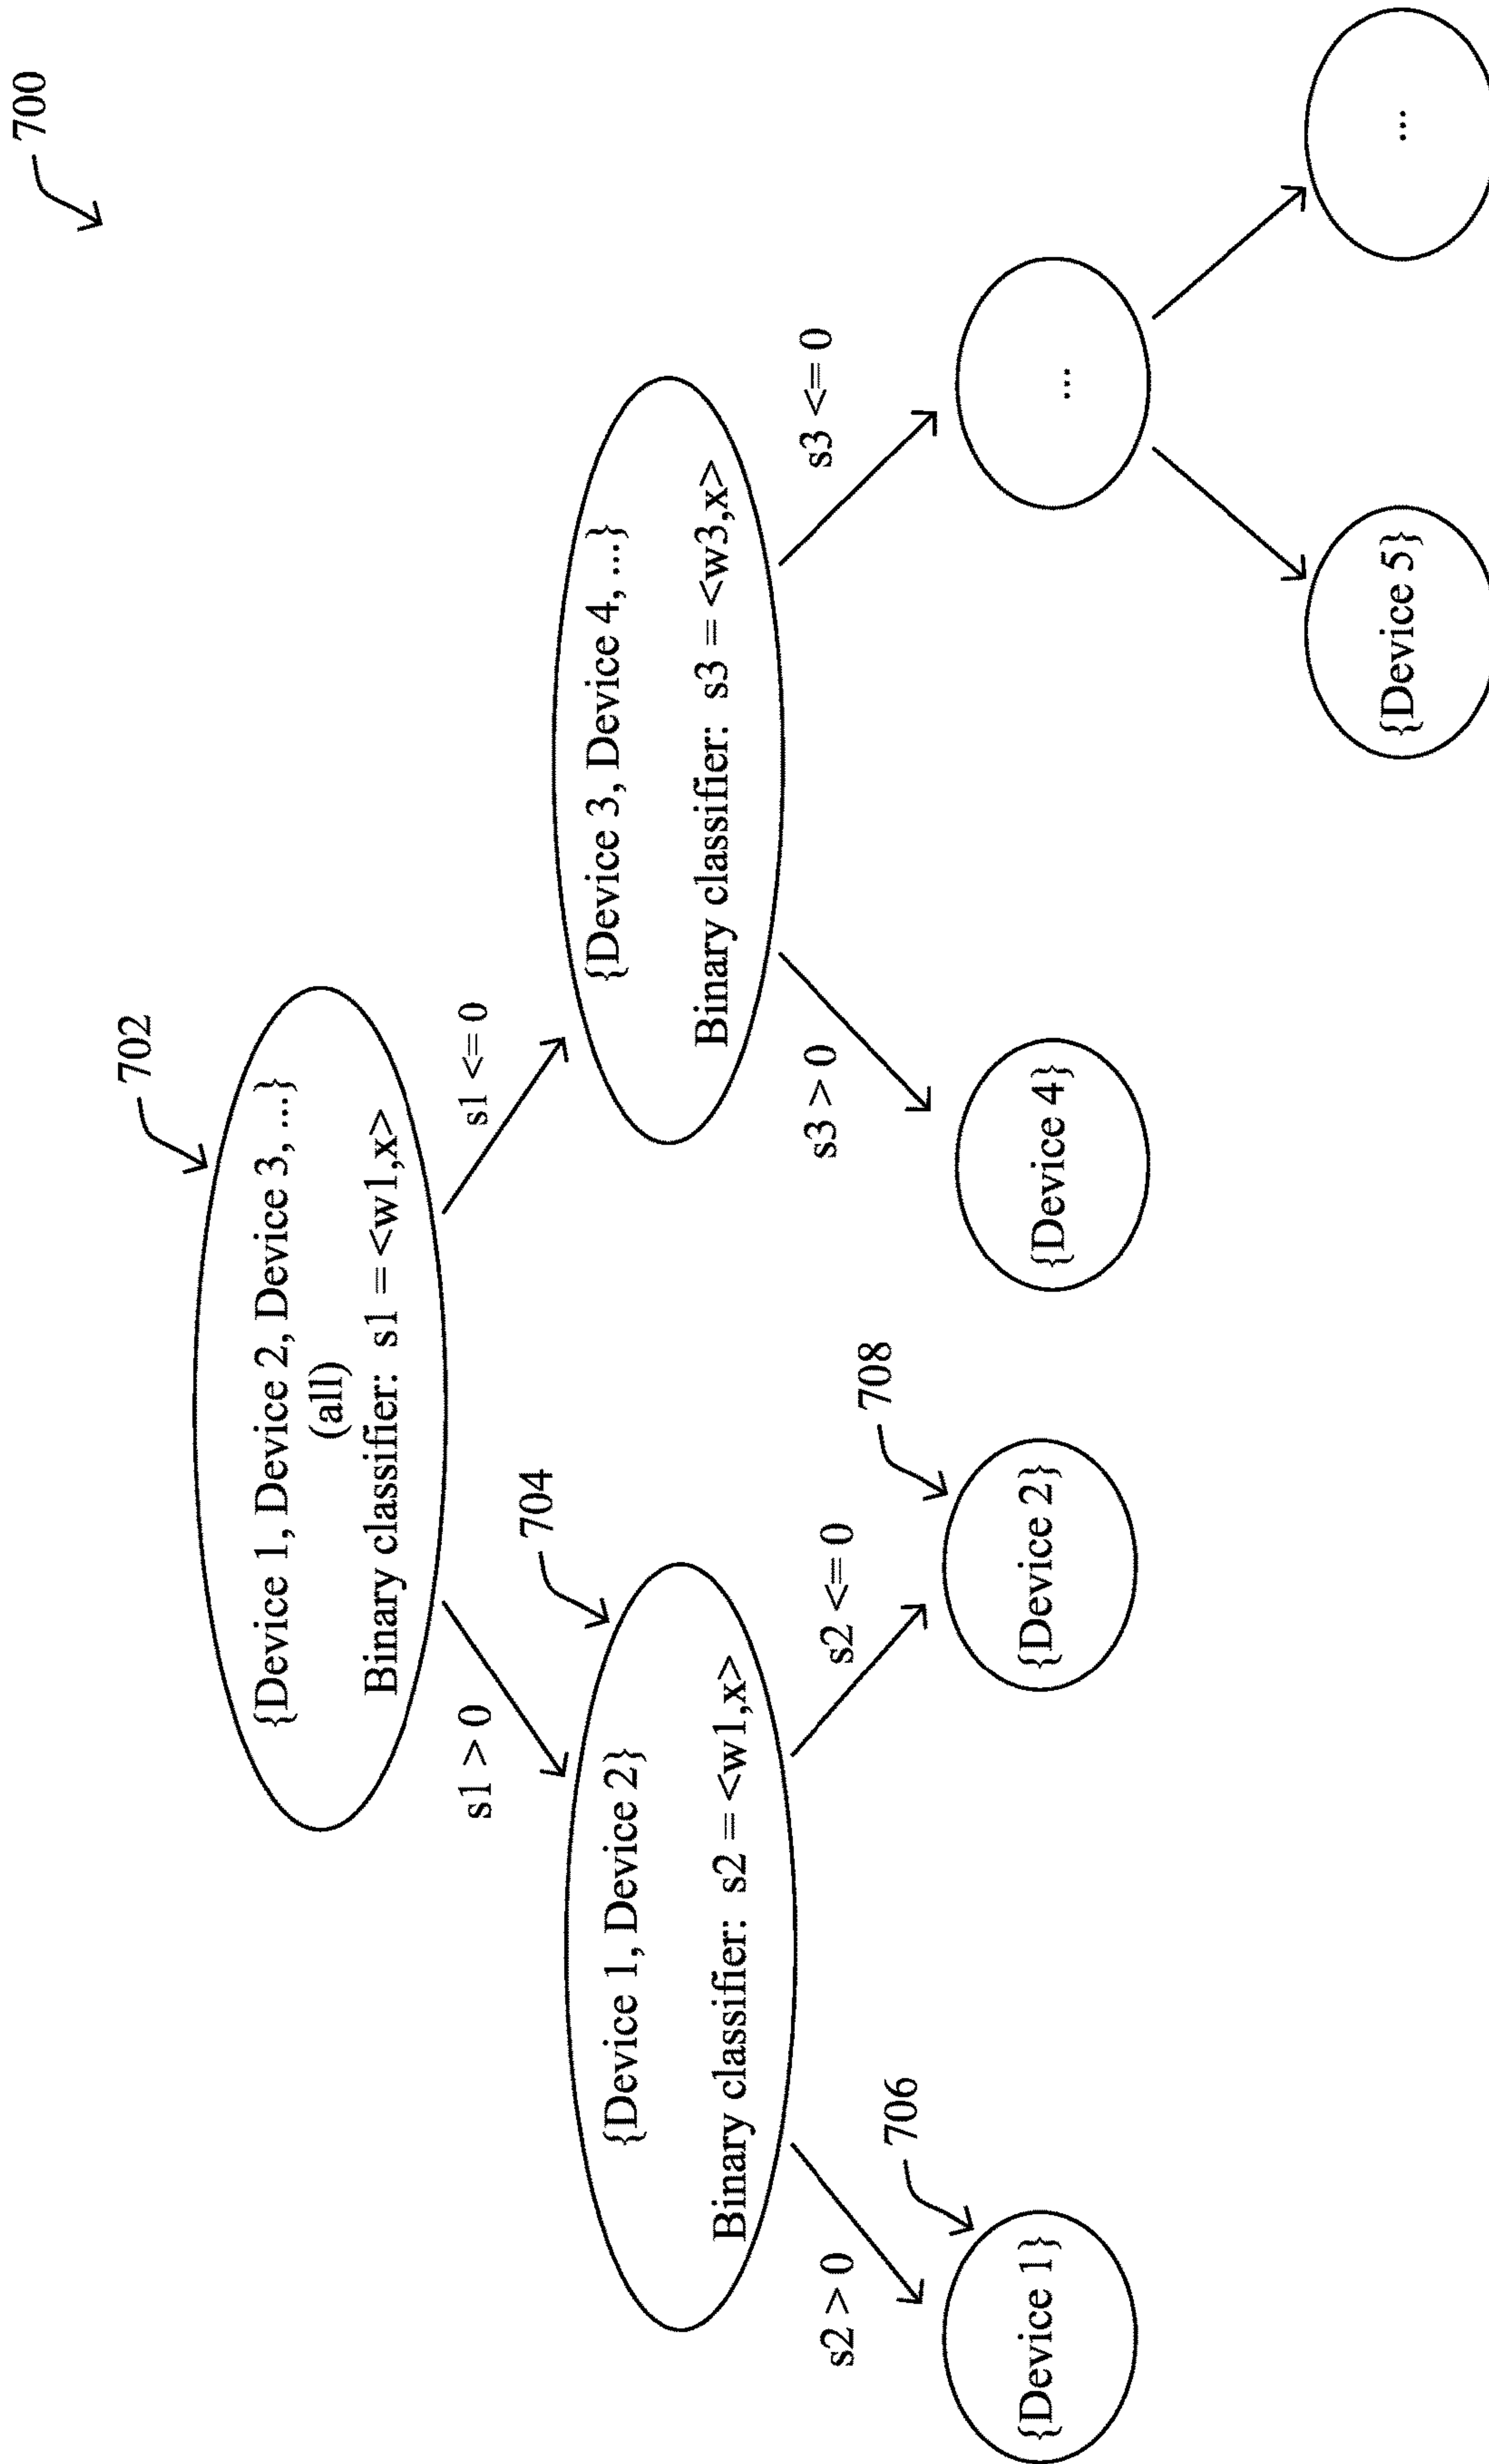 700
702
{Device 1, Device 2, Device 3, ...}
(all)
Binary classifier: s1 = <w1,x>
s1 > 0
s1 <= 0
704
{Device 1, Device 2}
Binary classifier: s2 = <w1,x>
{Device 3, Device 4, ...}
Binary classifier: s3 = <w3,x>
s2 > 0
s2 <= 0
s3 > 0
s3 <= 0
706
{Device 1}
708
{Device 2}
{Device 4}
...
{Device 5}
...